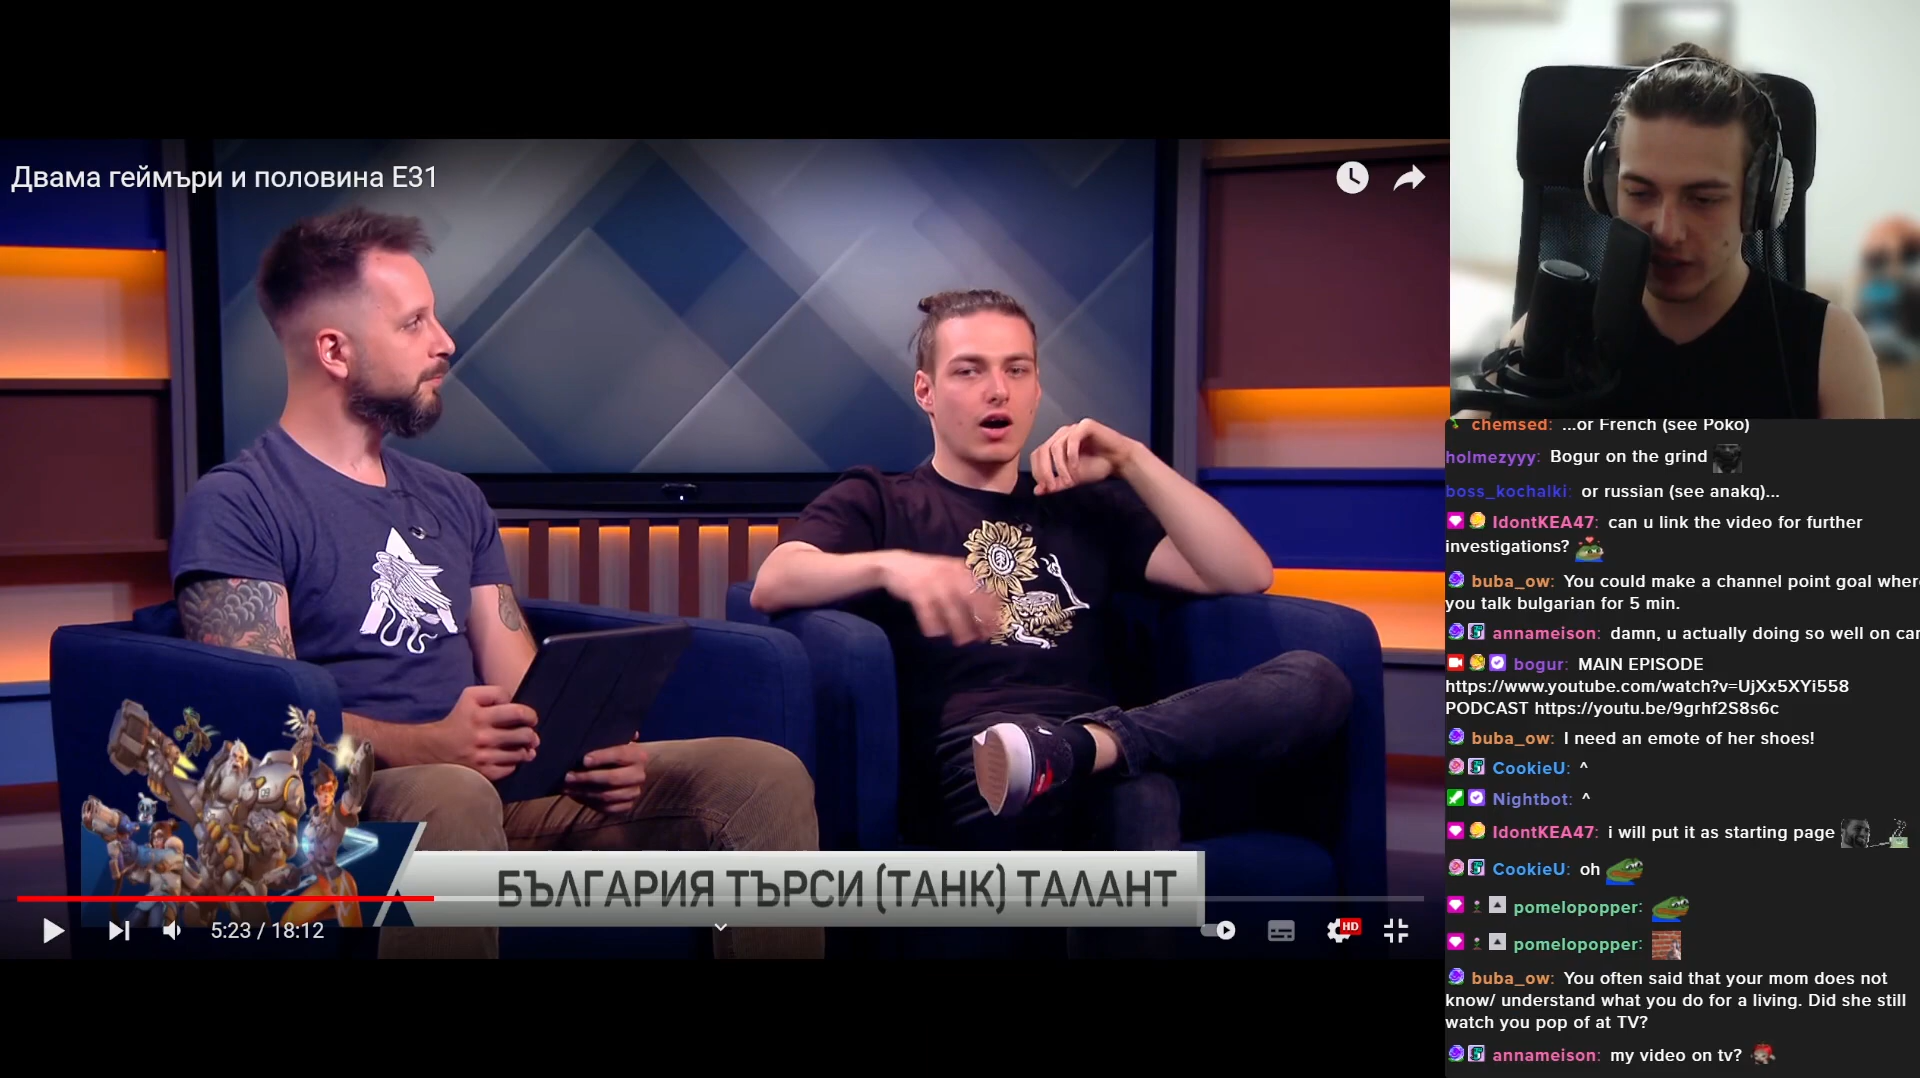 Двама геймъри и половина E31
БЪЛГАРИЯ ТЪРСИ (ТАНК) ТАЛАНТ
5:23 / 18:12
HD
chemsed: ...or French (see Poko)
holmezyyy: Bogur on the grind
boss_kochalki: or russian (see anakq)...
IdontKEA47: can u link the video for further
investigations?
buba_ow: You could make a channel point goal where
you talk bulgarian for 5 min.
annameison: damn, u actually doing so well on
bogur: MAIN EPISODE
https://www.youtube.com/watch?v=UjXx5XYi558
PODCAST https://youtu.be/9grhf2S8s6c
buba_ow: I need an emote of her shoes!
CookieU: ^
Nightbot: ^
IdontKEA47: i will put it as starting page
CookieU: oh
pomelopopper:
pomelopopper:
buba_ow: You often said that your mom does not
know/ understand what you do for a living. Did she still
watch you pop of at TV?
annameison: my video on tv?